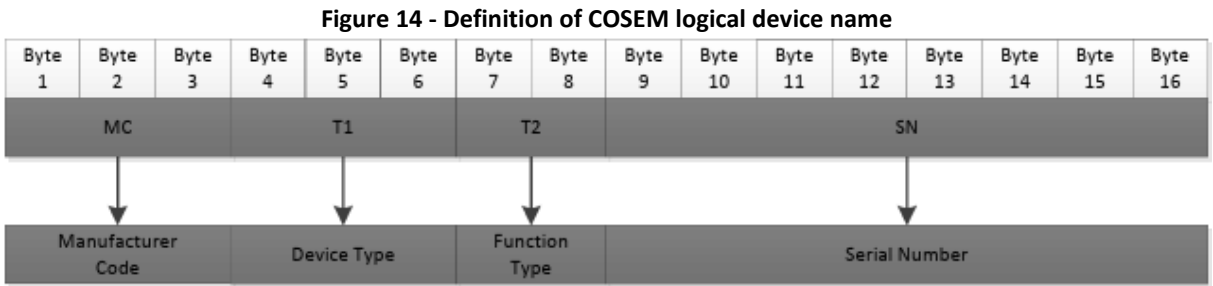 Figure 14 - Definition of COSEM logical device name
Byte 1 Byte 2 Byte 3 Byte 4 Byte 5 Byte 6 Byte 7 Byte 8 Byte 9 Byte 10 Byte 11 Byte 12 Byte 13 Byte 14 Byte 15 Byte 16
MC T1 T2 SN
Manufacturer Code Device Type Function Type Serial Number